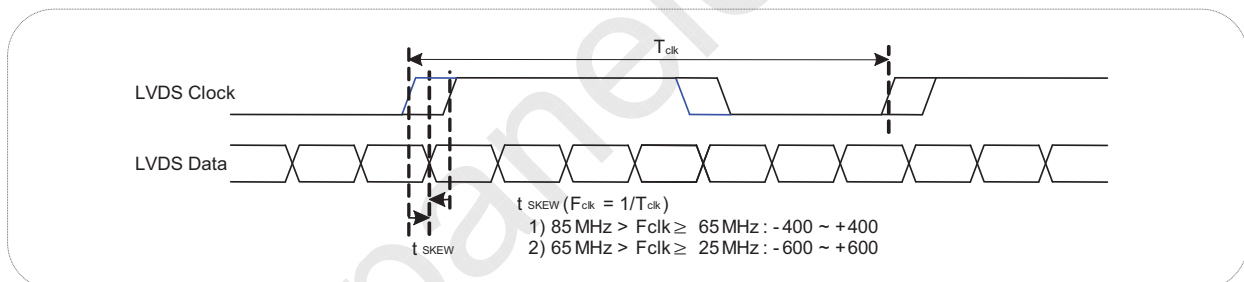 Tclk
LVDS Clock
LVDS Data
t SKEW (Fclk = 1/Tclk)
1) 85 MHz > Fclk ≥ 65 MHz : -400 ~ +400
2) 65 MHz > Fclk ≥ 25 MHz : -600 ~ +600
t SKEW